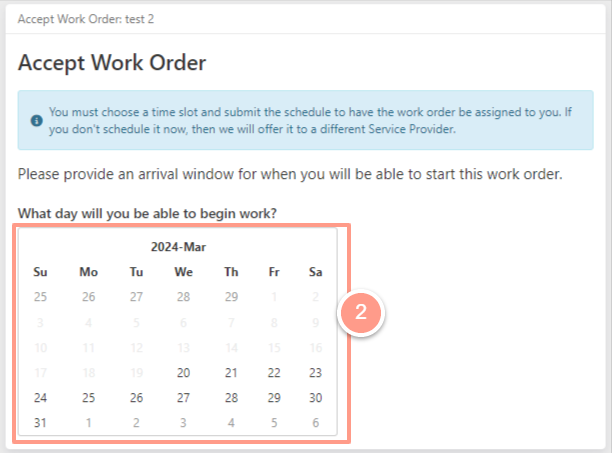 Accept Work Order: test 2
Accept Work Order
You must choose a time slot and submit the schedule to have the work order be assigned to you. If
you don't schedule it now, then we will offer it to a different Service Provider.
Please provide an arrival window for when you will be able to start this work order.
What day will you be able to begin work?
2024-Mar
Su Mo Tu We Th Fr Sa
25 26 27 28 29 1 2
3 4 5 6 7 8 9
10 11 12 13 14 15 16
17 18 19 20 21 22 23
24 25 26 27 28 29 30
31 1 2 3 4 5 6
2